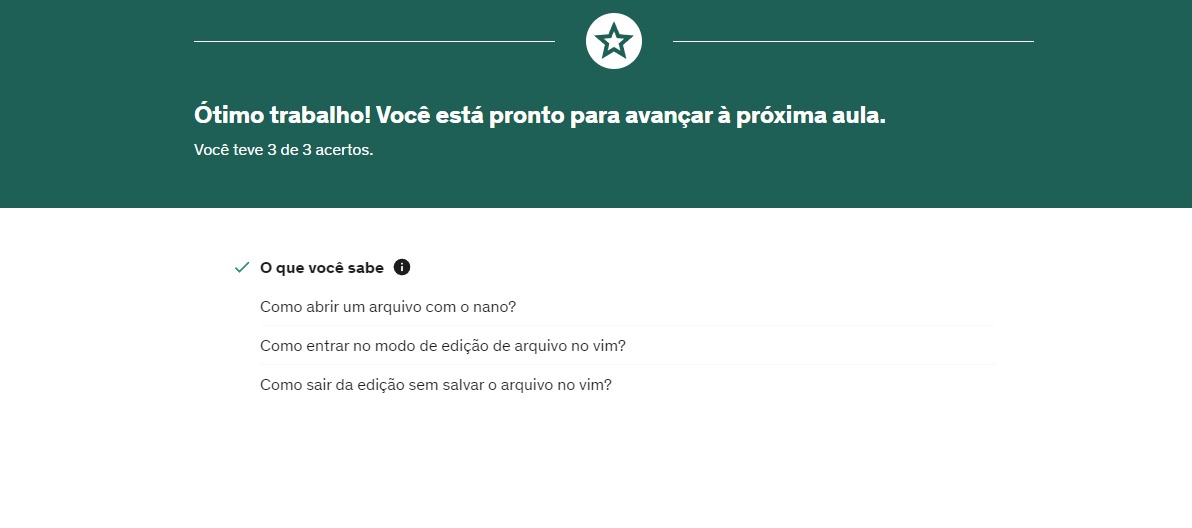 Ótimo trabalho! Você está pronto para avançar à próxima aula.
Você teve 3 de 3 acertos.
O que você sabe
Como abrir um arquivo com o nano?
Como entrar no modo de edição de arquivo no vim?
Como sair da edição sem salvar o arquivo no vim?